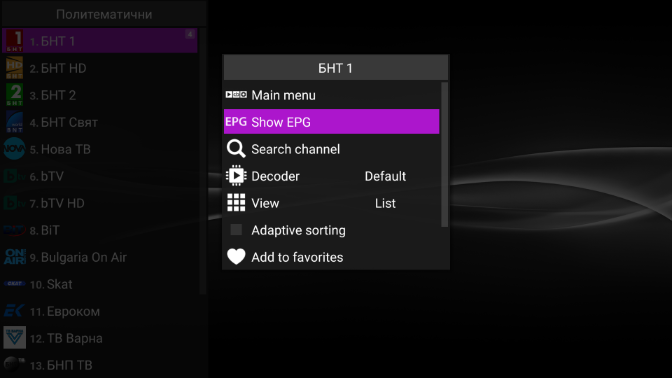 Политематични
1. БНТ 1
4
2. БНТ HD
3. БНТ 2
4. БНТ Свят
5. Нова ТВ
6. bTV
7. bTV HD
8. BiT
9. Bulgaria On Air
10. Skat
11. Евроком
12. ТВ Варна
13. БНП ТВ
БНТ 1
Main menu
EPG Show EPG
Search channel
Decoder Default
View List
Adaptive sorting
Add to favorites